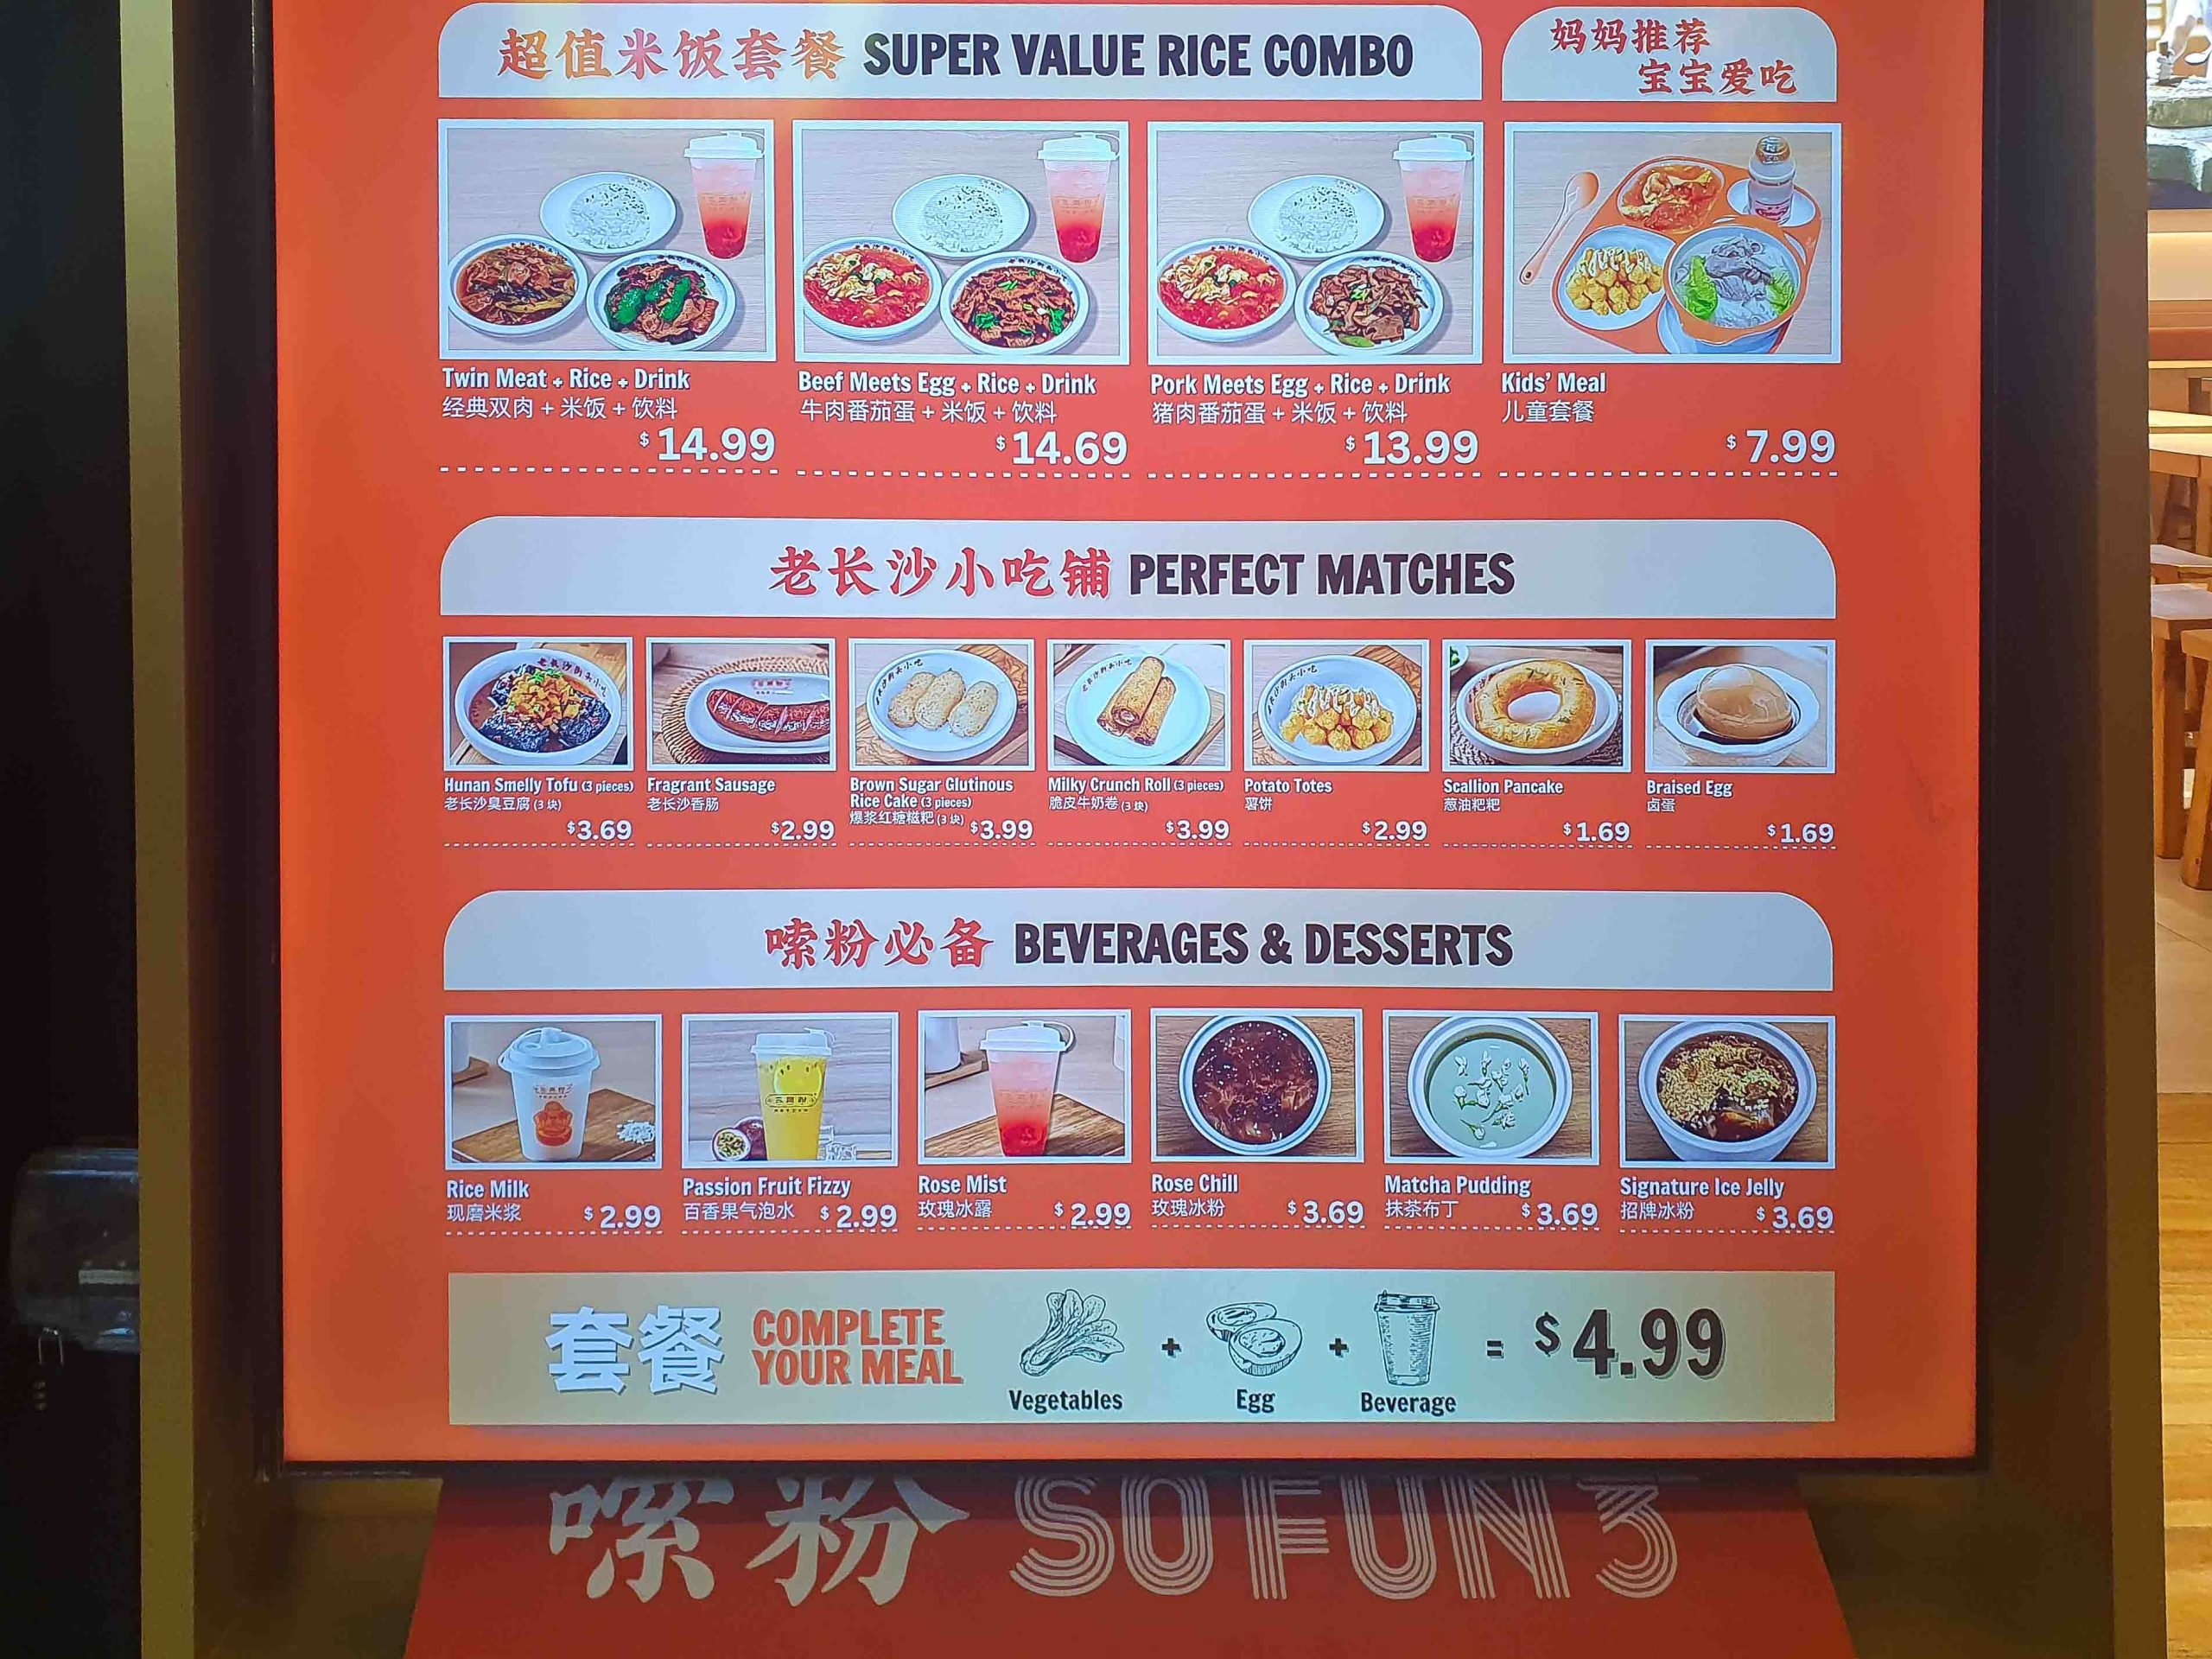 超值米饭套餐 SUPER VALUE RICE COMBO
妈妈推荐
宝宝爱吃
Twin Meat + Rice + Drink
经典双肉 + 米饭 + 饮料
$ 14.99
Beef Meets Egg + Rice + Drink
牛肉番茄蛋 + 米饭 + 饮料
$ 14.69
Pork Meets Egg + Rice + Drink
猪肉番茄蛋 + 米饭 + 饮料
$ 13.99
Kids' Meal
儿童套餐
$ 7.99
老长沙小吃铺 PERFECT MATCHES
Hunan Smelly Tofu (3 pieces)
老长沙臭豆腐 (3 块)
$3.69
Fragrant Sausage
老长沙香肠
$2.99
Brown Sugar Glutinous
Rice Cake (3 pieces)
爆浆红糖糍粑 (3 块)
$3.99
Milky Crunch Roll (3 pieces)
脆皮牛奶卷 (3 块)
$3.99
Potato Totes
薯饼
$2.99
Scallion Pancake
葱油粑粑
$1.69
Braised Egg
卤蛋
$1.69
嗦粉必备 BEVERAGES & DESSERTS
Rice Milk
现磨米浆 $ 2.99
Passion Fruit Fizzy
百香果气泡水 $ 2.99
Rose Mist
玫瑰冰露 $ 2.99
Rose Chill
玫瑰冰粉 $ 3.69
Matcha Pudding
抹茶布丁 $ 3.69
Signature Ice Jelly
招牌冰粉 $ 3.69
套餐 COMPLETE
YOUR MEAL
Vegetables + Egg + Beverage = $4.99
嗦粉 SO FUN 3